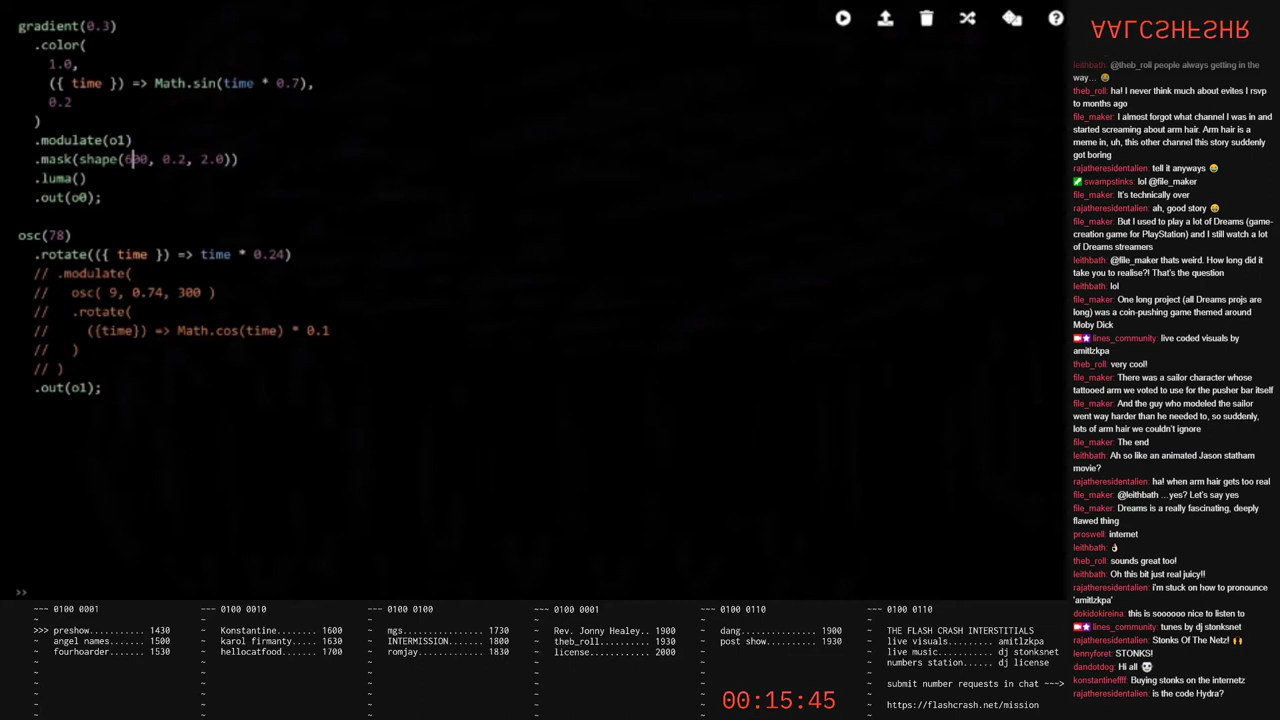 gradient(0.3)
.color(
1.0,
({ time }) => Math.sin(time * 0.7),
0.2
)
.modulate(o1)
.mask(shape(600, 0.2, 2.0))
.luma()
.out(o0);
osc(78)
.rotate(({ time }) => time * 0.24)
// .modulate(
// osc( 9, 0.74, 300 )
// .rotate(
// ({time}) => Math.cos(time) * 0.1
// )
// )
.out(o1);
>>
AALCSHFSHR
leithbath: @theb_roll people always getting in the
way... 😅
theb_roll: ha! I never think much about evites I rsvp
to months ago
file_maker: I almost forgot what channel I was in and
started screaming about arm hair. Arm hair is a
meme in, uh, this other channel this story suddenly
got boring
rajatheresidentalien: tell it anyways 😄
swampstinks: lol @file_maker
file_maker: It's technically over
rajatheresidentalien: ah, good story 😄
file_maker: But I used to play a lot of Dreams (game-
creation game for PlayStation) and I still watch a lot
of Dreams streamers
leithbath: @file_maker thats weird. How long did it
take you to realise?! That's the question
leithbath: lol
file_maker: One long project (all Dreams projs are
long) was a coin-pushing game themed around
Moby Dick
lines_community: live coded visuals by
amitlzkpa
theb_roll: very cool!
file_maker: There was a sailor character whose
tattooed arm we voted to use for the pusher bar itself
file_maker: And the guy who modeled the sailor
went way harder than he needed to, so suddenly,
lots of arm hair we couldn't ignore
file_maker: The end
leithbath: Ah so like an animated Jason statham
movie?
rajatheresidentalien: ha! when arm hair gets too real
file_maker: @leithbath ...yes? Let's say yes
file_maker: Dreams is a really fascinating, deeply
flawed thing
proswell: internet
leithbath: 👌
theb_roll: sounds great too!
leithbath: Oh this bit just real juicy!!
rajatheresidentalien: i'm stuck on how to pronounce
'amitlzkpa'
dokidokireina: this is soooooo nice to listen to
lines_community: tunes by dj stonksnet
rajatheresidentalien: Stonks Of The Netz! 🙌
lennyforet: STONKS!
dandotdog: Hi all
konstantineffff: Buying stonks on the internetz
rajatheresidentalien: is the code Hydra?
~~~ 0100 0001
~
>>> preshow........... 1430
~ angel names....... 1500
~ fourhoarder....... 1530
~
~
~
~
~
~~~ 0100 0010
~
~ Konstantine....... 1600
~ karol firmanty.... 1630
~ hellocatfood...... 1700
~
~
~
~
~
~~~ 0100 0100
~
~ mgs............... 1730
~ INTERMISSION...... 1800
~ romjay............ 1830
~
~
~
~
~
~~~ 0100 0001
~
~ Rev. Jonny Healey.. 1900
~ theb_roll......... 1930
~ license........... 2000
~
~
~
~
~
~~~ 0100 0110
~
~ dang.............. 1900
~ post show......... 1930
~
~
~
~
~
~
00:15:45
~~~ 0100 0110
~
~ THE FLASH CRASH INTERSTITIALS
~ live visuals...... amitlzkpa
~ live music..... dj stonksnet
~ numbers station.... dj license
~
~ submit number requests in chat ~~~>
~
~ https://flashcrash.net/mission